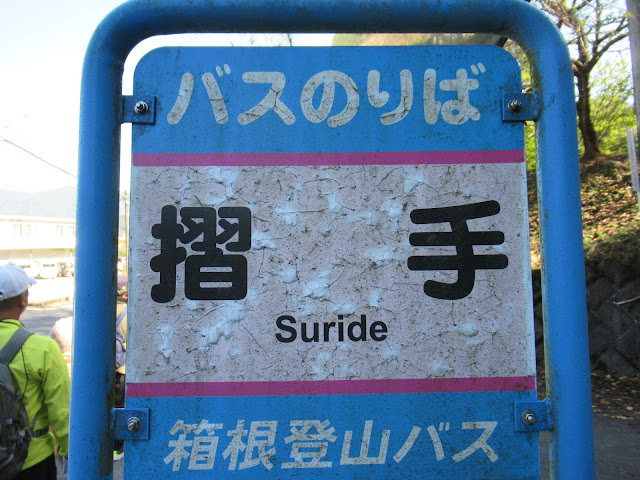 バスのりば
摺手
Suride
箱根登山バス